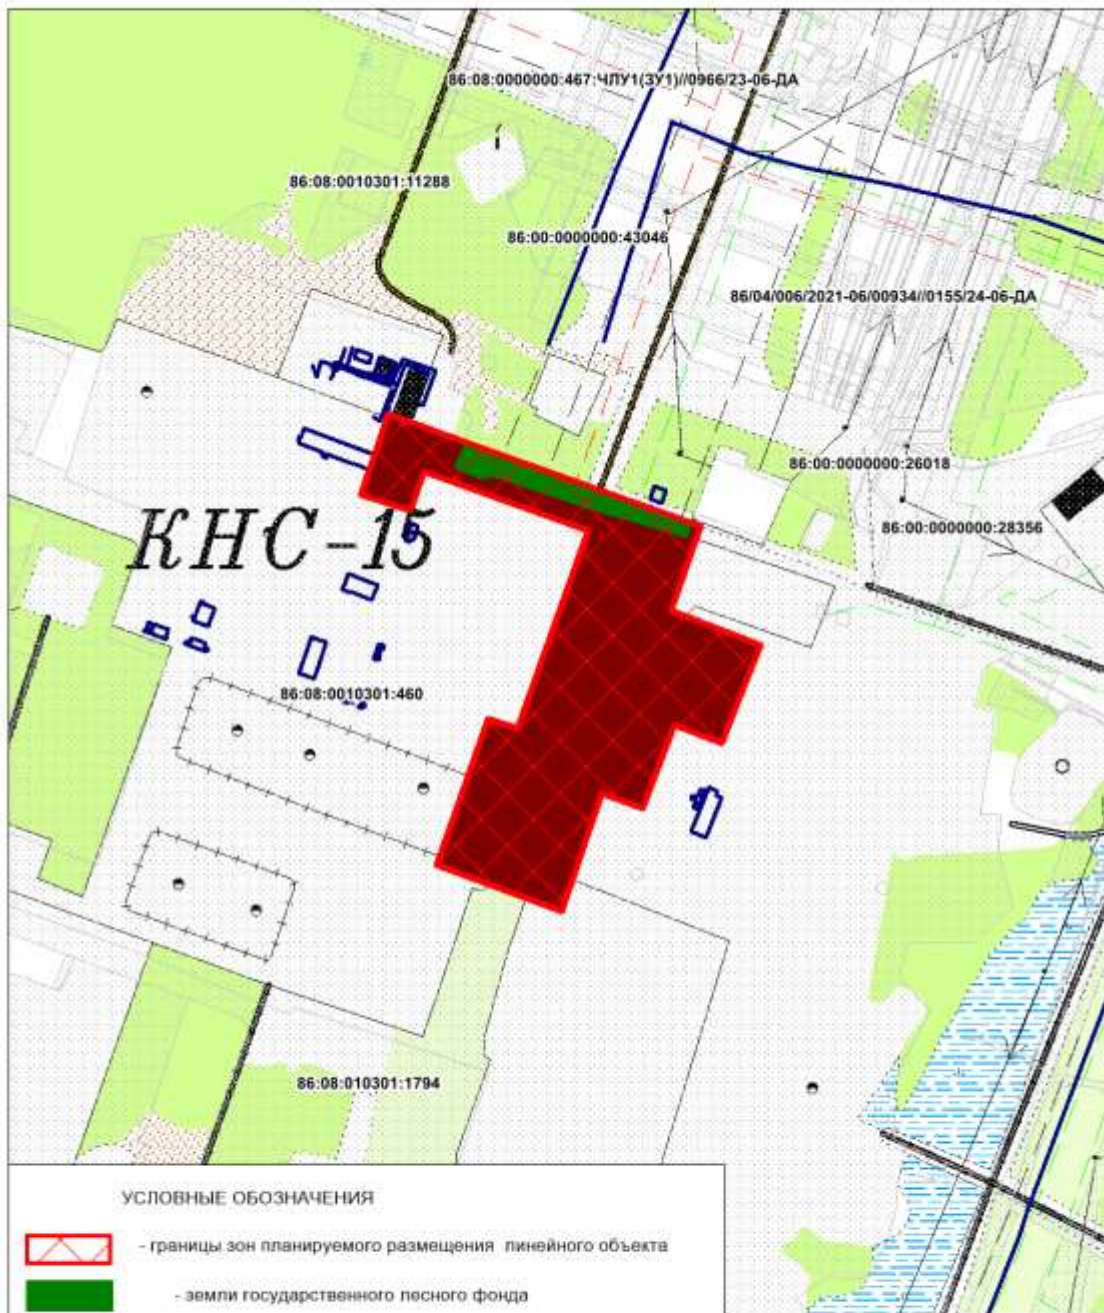 86:08:0000000:467:ЧЛУ1(ЗУ1)//0966/23-06-ДА
86:08:0010301:11288
86:00:0000000:43046
86/04/006/2021-06/00934//0155/24-06-ДА
86:00:0000000:26018
86:00:0000000:28356
КНС-15
86:08:0010301:460
86:08:010301:1794
УСЛОВНЫЕ ОБОЗНАЧЕНИЯ
- границы зон планируемого размещения линейного объекта
- земли государственного лесного фонда